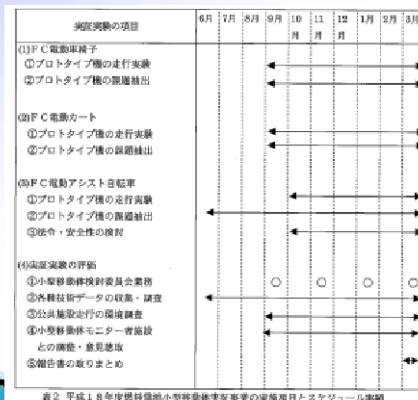 実証実験の項目 6月 7月 8月 9月 10月 11月 12月 1月 2月 3月
(1)ＦＣ電動車椅子
①プロトタイプ機の走行実験
②プロトタイプ機の課題抽出
(2)ＦＣ電動カート
①プロトタイプ機の走行実験
②プロトタイプ機の課題抽出
(3)ＦＣ電動アシスト自転車
①プロトタイプ機の走行実験
②プロトタイプ機の課題抽出
③法令・安全性の検討
(4)実証実験の評価
①小型移動体検討委員会業務
②各種技術データの収集・調査
③公共施設走行の環境調査
④小型移動体モニター者施設
との調整・意見聴取
⑤報告書の取りまとめ
表2 平成18年度燃料電池小型移動体実証事業の実施項目とスケジュール実績